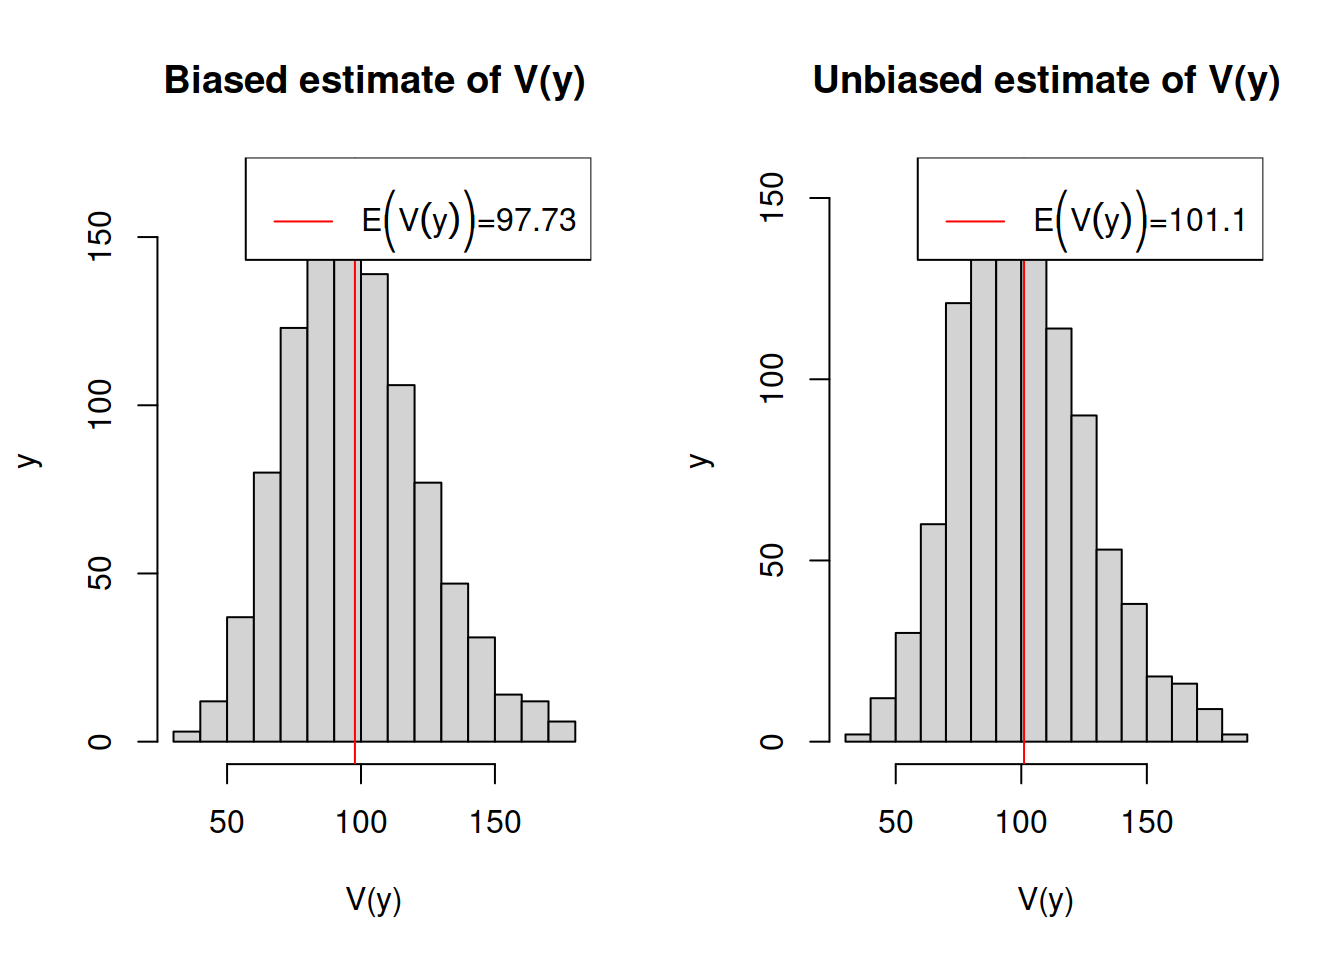 Biased estimate of V(y)
E(V(y))=97.73
150
100
50
0
y
50 100 150
V(y)
Unbiased estimate of V(y)
E(V(y))=101.1
150
100
50
0
y
50 100 150
V(y)